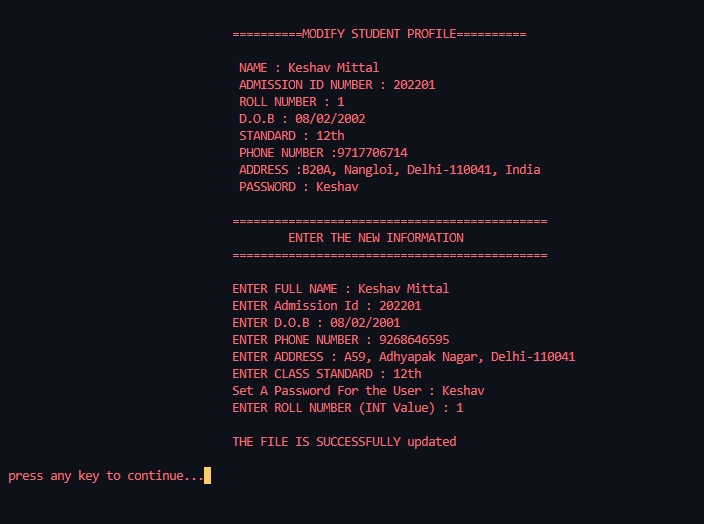 ==========MODIFY STUDENT PROFILE==========
NAME : Keshav Mittal
ADMISSION ID NUMBER : 202201
ROLL NUMBER : 1
D.O.B : 08/02/2002
STANDARD : 12th
PHONE NUMBER :9717706714
ADDRESS :B20A, Nangloi, Delhi-110041, India
PASSWORD : Keshav
=============================================
ENTER THE NEW INFORMATION
=============================================
ENTER FULL NAME : Keshav Mittal
ENTER Admission Id : 202201
ENTER D.O.B : 08/02/2001
ENTER PHONE NUMBER : 9268646595
ENTER ADDRESS : A59, Adhyapak Nagar, Delhi-110041
ENTER CLASS STANDARD : 12th
Set A Password For the User : Keshav
ENTER ROLL NUMBER (INT Value) : 1
THE FILE IS SUCCESSFULLY updated
press any key to continue...